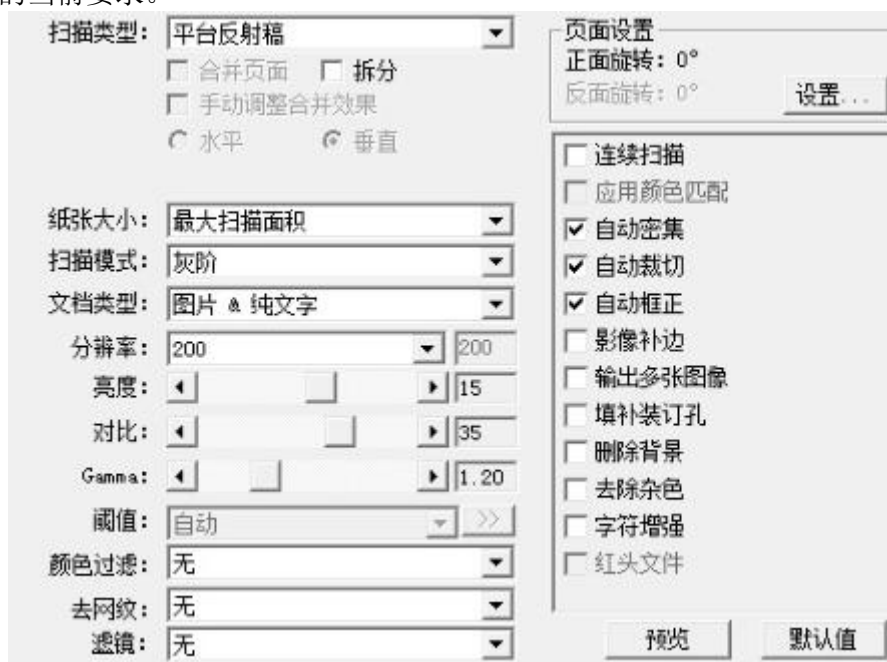 的当前要求。
扫描类型: 平台反射稿
合并页面 拆分
手动调整合并效果
水平 垂直
纸张大小: 最大扫描面积
扫描模式: 灰阶
文档类型: 图片 & 纯文字
分辨率: 200 200
亮度: 15
对比: 35
Gamma: 1.20
阈值: 自动 >>
颜色过滤: 无
去网纹: 无
滤镜: 无
页面设置
正面旋转: 0°
反面旋转: 0° 设置...
连续扫描
应用颜色匹配
自动密集
自动裁切
自动框正
影像补边
输出多张图像
填补装订孔
删除背景
去除杂色
字符增强
红头文件
预览 默认值